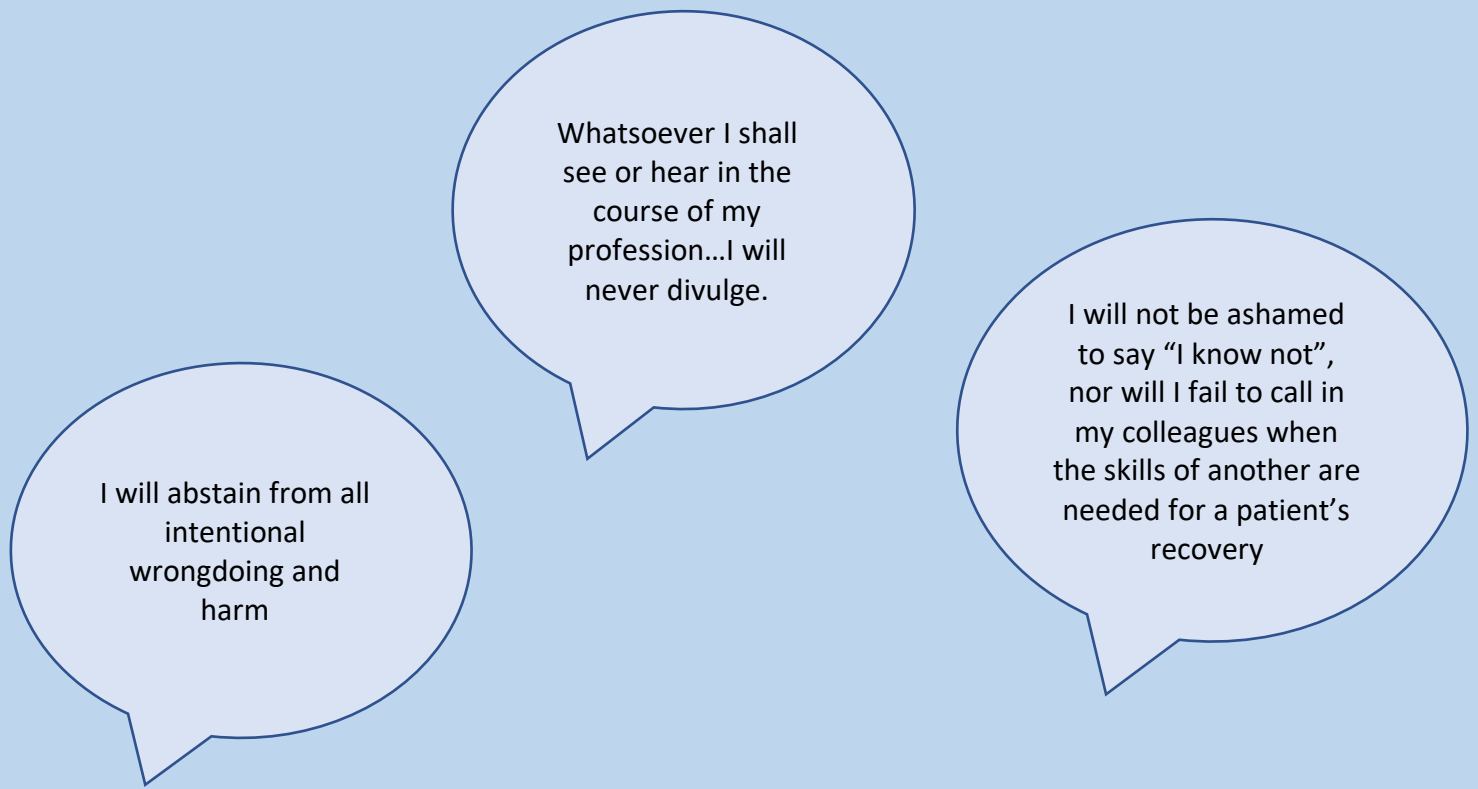 Whatsoever I shall
see or hear in the
course of my
profession...I will
never divulge.
I will not be ashamed
to say “I know not”,
nor will I fail to call in
my colleagues when
the skills of another are
needed for a patient’s
recovery
I will abstain from all
intentional
wrongdoing and
harm